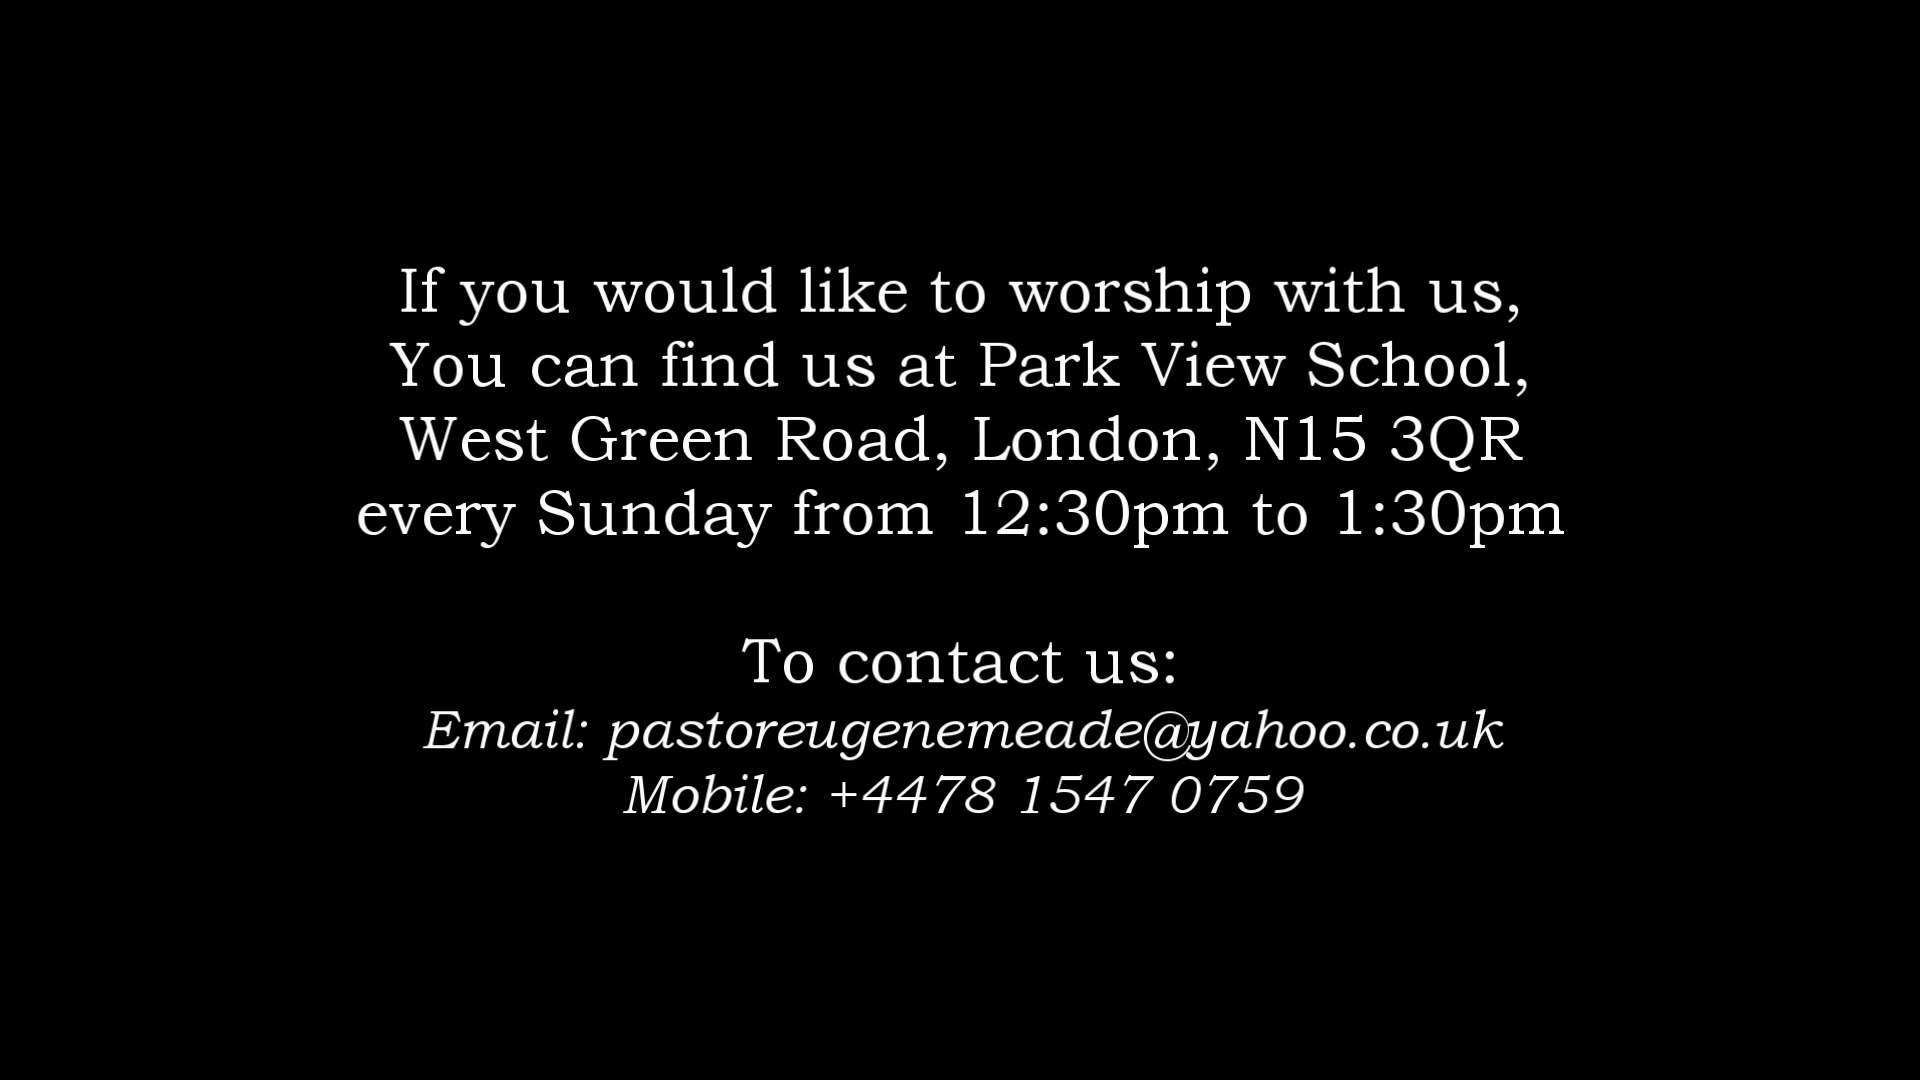 If you would like to worship with us,
You can find us at Park View School,
West Green Road, London, N15 3QR
every Sunday from 12:30pm to 1:30pm
To contact us:
Email: pastoreugenemeade@yahoo.co.uk
Mobile: +4478 1547 0759